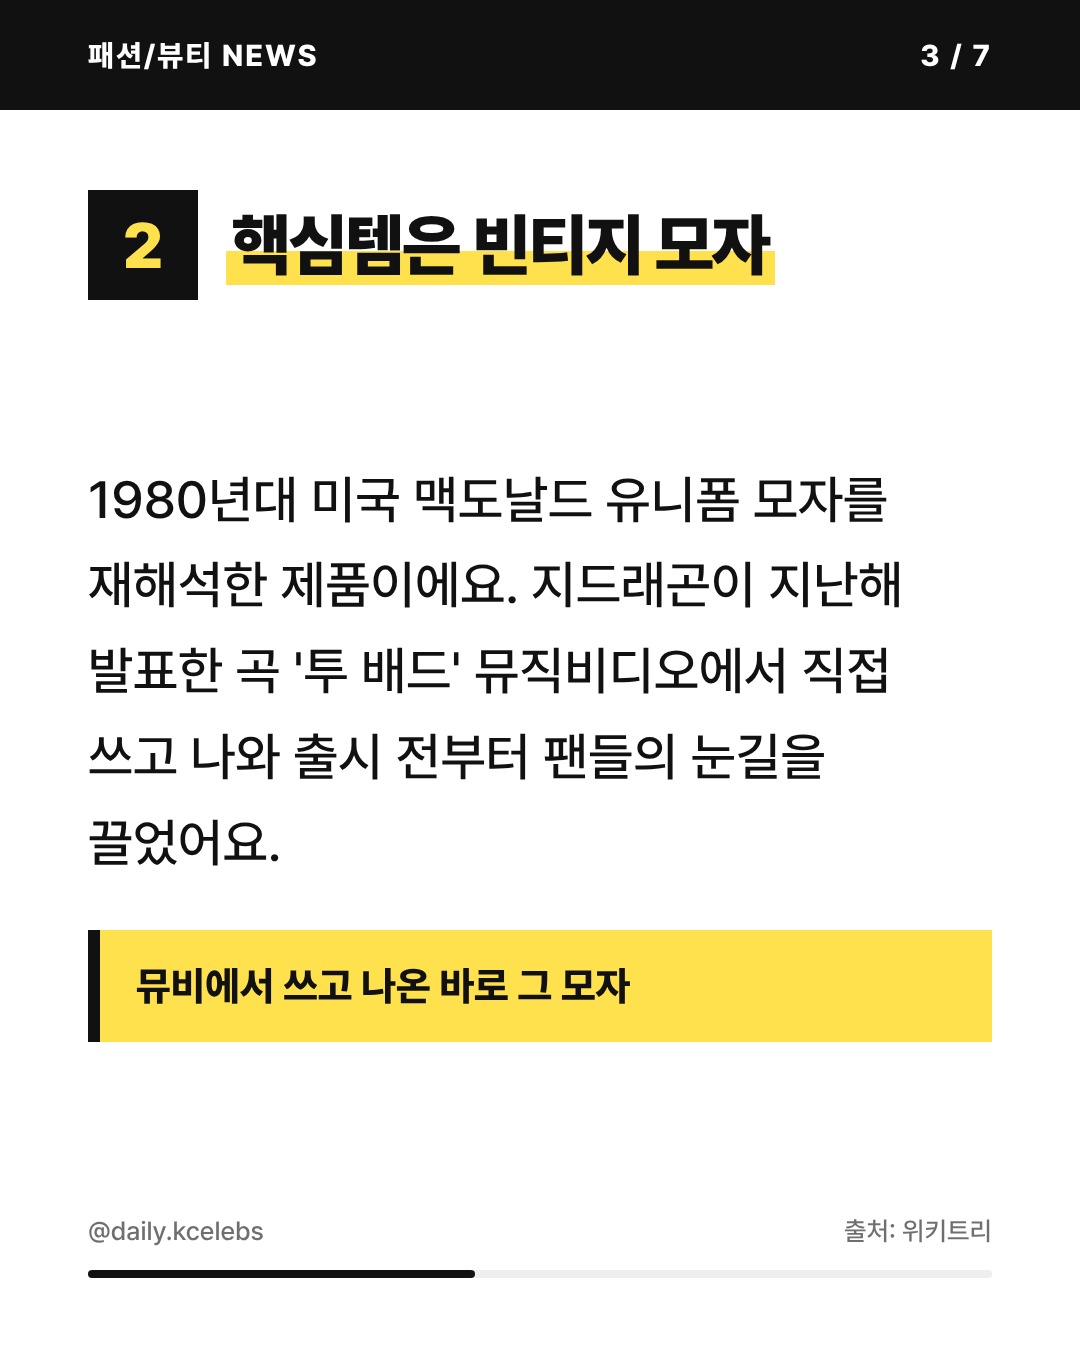 패션/뷰티 NEWS
3 / 7
2
핵심템은 빈티지 모자
1980년대 미국 맥도날드 유니폼 모자를
재해석한 제품이에요. 지드래곤이 지난해
발표한 곡 '투 배드' 뮤직비디오에서 직접
쓰고 나와 출시 전부터 팬들의 눈길을
끌었어요.
뮤비에서 쓰고 나온 바로 그 모자
@daily.kcelebs
출처: 위키트리